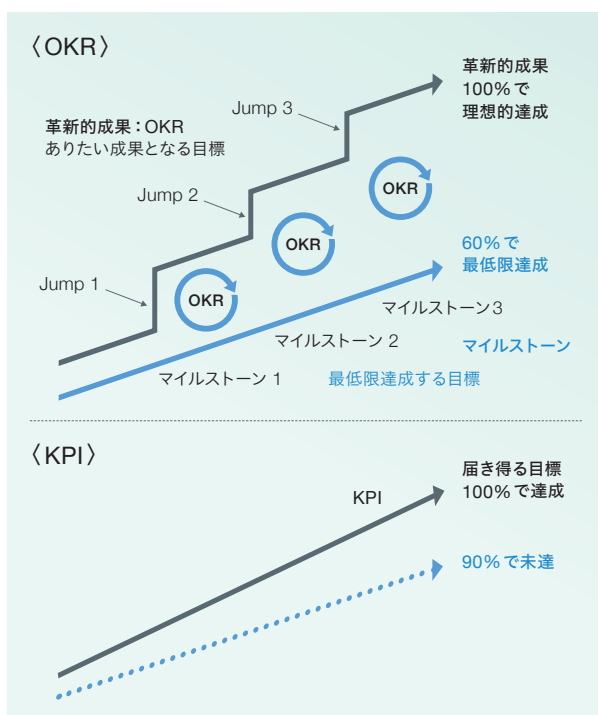 〈OKR〉
革新的成果
100%で
理想的達成
Jump 3
革新的成果：OKR
ありたい成果となる目標
Jump 2
OKR
OKR
60%で
最低限達成
Jump 1
OKR
マイルストーン3
マイルストーン 2
マイルストーン
マイルストーン 1
最低限達成する目標
〈KPI〉
届き得る目標
100%で達成
KPI
90%で未達